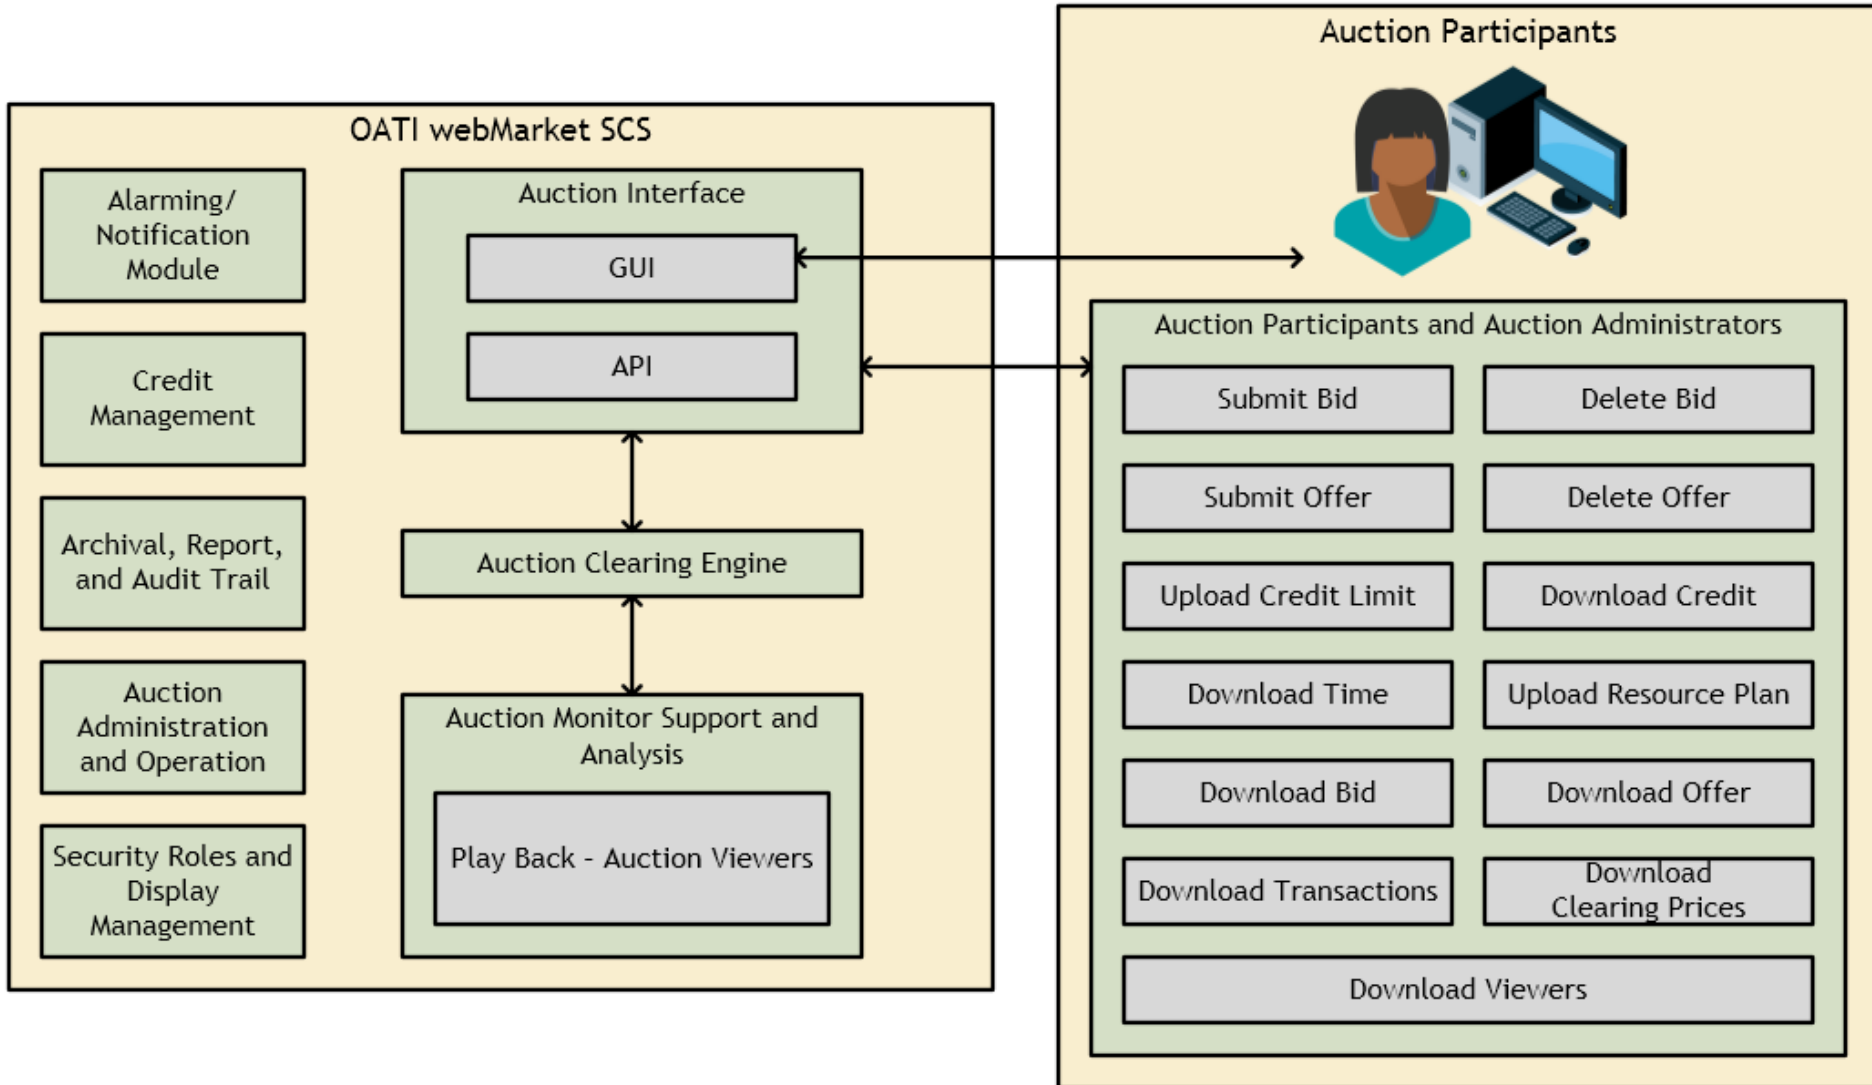 Auction Participants
OATI webMarket SCS
Alarming/
Notification
Module
Credit
Management
Archival, Report,
and Audit Trail
Auction
Administration
and Operation
Security Roles and
Display
Management
Auction Interface
GUI
API
Auction Clearing Engine
Auction Monitor Support and
Analysis
Play Back – Auction Viewers
Auction Participants and Auction Administrators
Submit Bid
Delete Bid
Submit Offer
Delete Offer
Upload Credit Limit
Download Credit
Download Time
Upload Resource Plan
Download Bid
Download Offer
Download Transactions
Download
Clearing Prices
Download Viewers